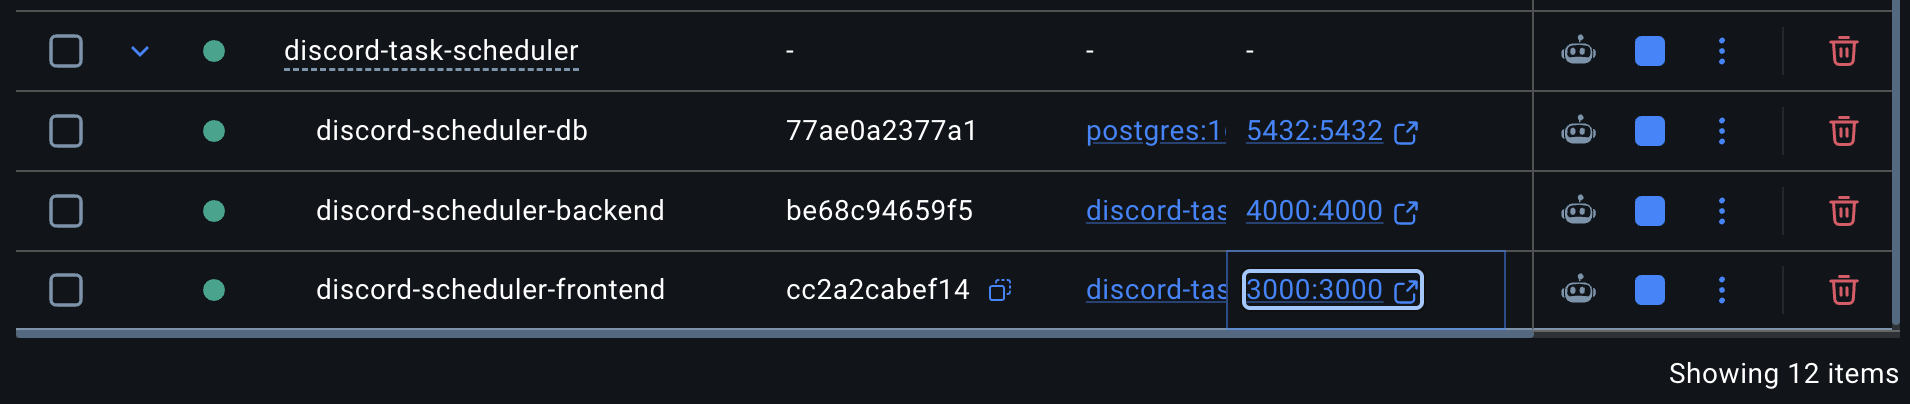 discord-task-scheduler - - -
discord-scheduler-db 77ae0a2377a1 postgres:1 5432:5432
discord-scheduler-backend be68c94659f5 discord-tas 4000:4000
discord-scheduler-frontend cc2a2cabef14 discord-tas 3000:3000
Showing 12 items